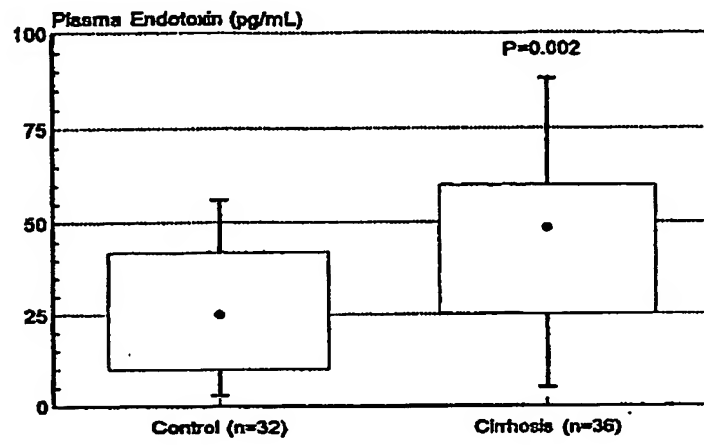 Plasma Endotoxin (pg/mL)
100
P=0.002
75
50
25
0
Control (n=32) Cirrhosis (n=36)